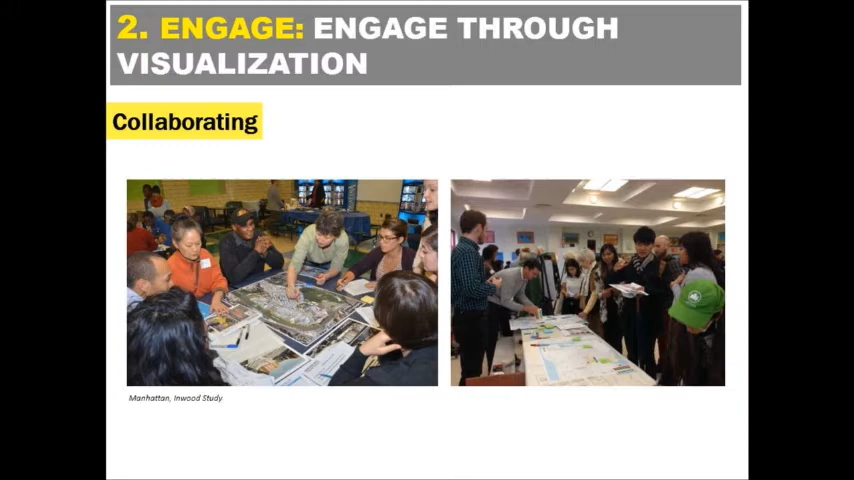 2. ENGAGE: ENGAGE THROUGH
VISUALIZATION
Collaborating
Manhattan, Inwood Study